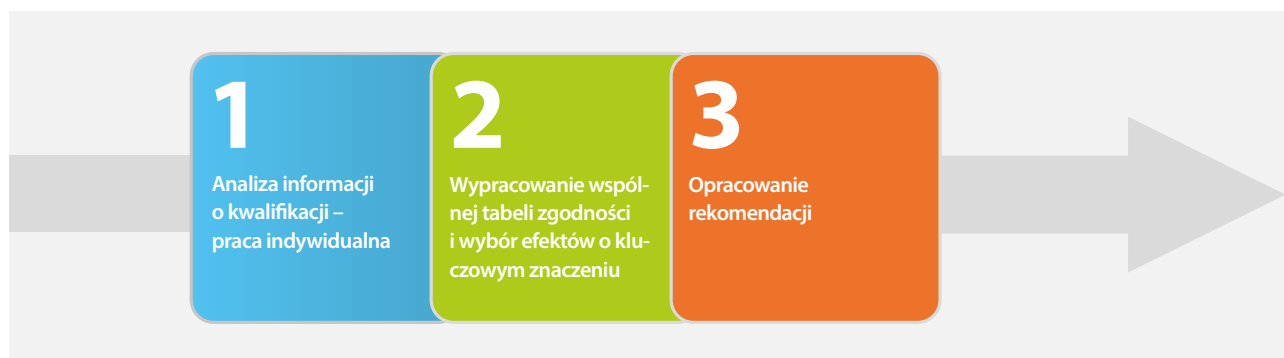 1
Analiza informacji
o kwalifikacji –
praca indywidualna
2
Wypracowanie wspól-
nej tabeli zgodności
i wybór efektów o klu-
czowym znaczeniu
3
Opracowanie
rekomendacji